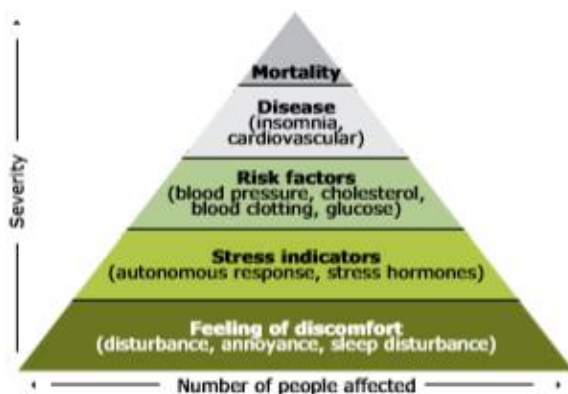 Mortality
Disease
(insomnia,
cardiovascular)
Risk factors
(blood pressure, cholesterol,
blood clotting, glucose)
Stress indicators
(autonomous response, stress hormones)
Feeling of discomfort
(disturbance, annoyance, sleep disturbance)
Severity
Number of people affected